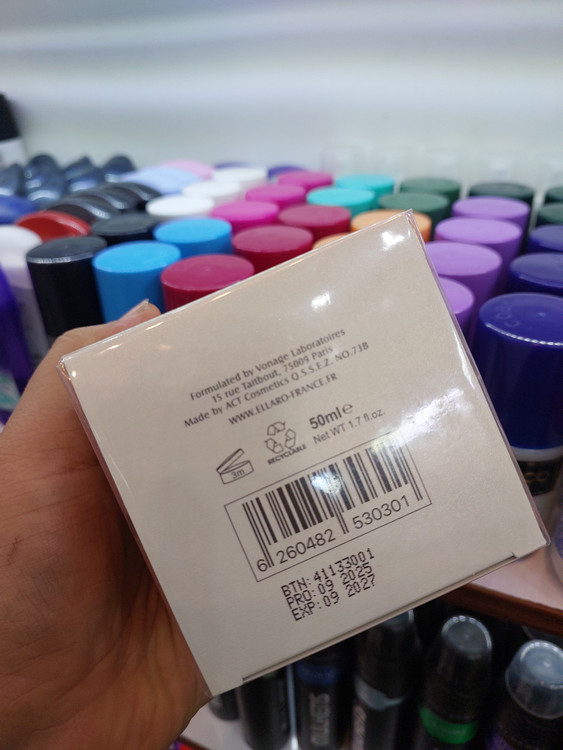 Formulated by Vonage Laboratoires
15 rue Taitbout, 75009 Paris
Made by ACT Cosmetics Q.S.S.E.Z. NO.73B
WWW.ELLARO-FRANCE.FR
3m
RECYCLABLE
50ml℮
Net WT 1.7 fl.oz.
6 260482 530301
BTN: 41133001
PRO: 09 2025
EXP: 09 2027